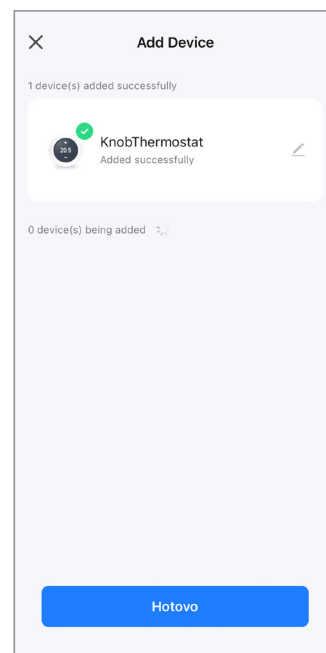 Add Device
1 device(s) added successfully
+
20.5
−
KnobThermostat
Added successfully
0 device(s) being added
Hotovo